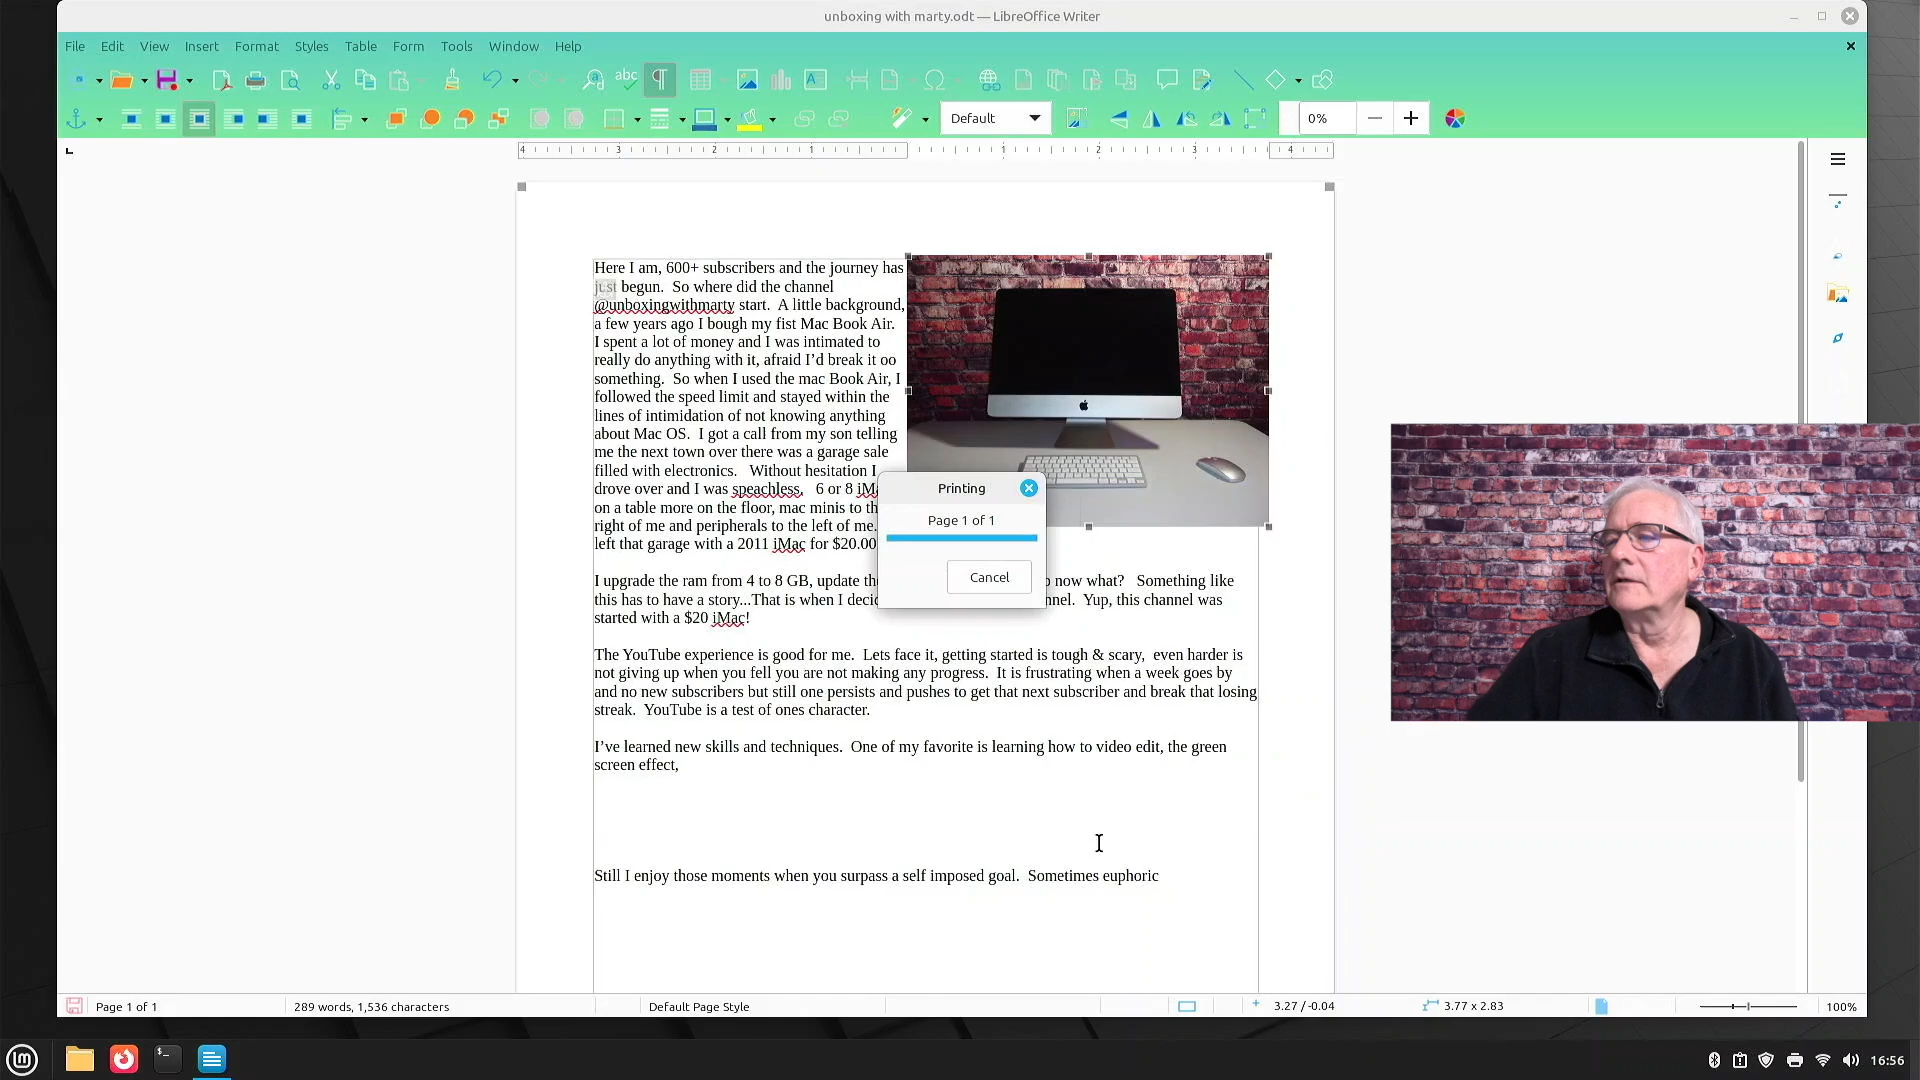 unboxing with marty.odt — LibreOffice Writer
File Edit View Insert Format Styles Table Form Tools Window Help
abc
Default
0%
4 3 2 1 1 2 3 4
Here I am, 600+ subscribers and the journey has
just begun. So where did the channel
@unboxingwithmarty start. A little background,
a few years ago I bough my fist Mac Book Air.
I spent a lot of money and I was intimated to
really do anything with it, afraid I’d break it oo
something. So when I used the mac Book Air, I
followed the speed limit and stayed within the
lines of intimidation of not knowing anything
about Mac OS. I got a call from my son telling
me the next town over there was a garage sale
filled with electronics. Without hesitation I
drove over and I was speachless, 6 or 8 iMa
on a table more on the floor, mac minis to th
right of me and peripherals to the left of me.
left that garage with a 2011 iMac for $20.00
Printing
Page 1 of 1
Cancel
I upgrade the ram from 4 to 8 GB, update the now what? Something like
this has to have a story...That is when I decid nnel. Yup, this channel was
started with a $20 iMac!
The YouTube experience is good for me. Lets face it, getting started is tough & scary, even harder is
not giving up when you fell you are not making any progress. It is frustrating when a week goes by
and no new subscribers but still one persists and pushes to get that next subscriber and break that losing
streak. YouTube is a test of ones character.
I’ve learned new skills and techniques. One of my favorite is learning how to video edit, the green
screen effect,
Still I enjoy those moments when you surpass a self imposed goal. Sometimes euphoric
Page 1 of 1 289 words, 1,536 characters Default Page Style 3.27 / -0.04 3.77 x 2.83 100%
16:56